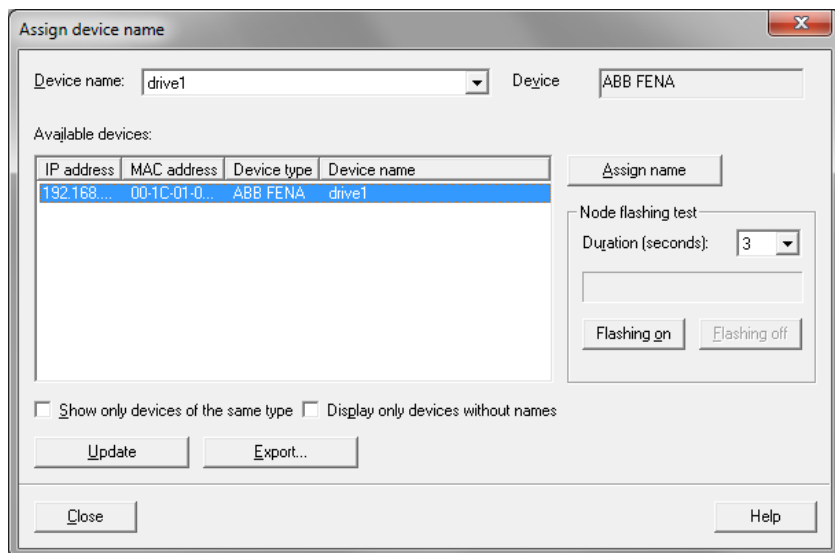 Assign device name
Device name: drive1 Device ABB FENA
Available devices:
IP address MAC address Device type Device name
192.168.... 00-1C-01-0... ABB FENA drive1
Assign name
Node flashing test
Duration (seconds): 3
Flashing on Flashing off
Show only devices of the same type Display only devices without names
Update Export...
Close Help